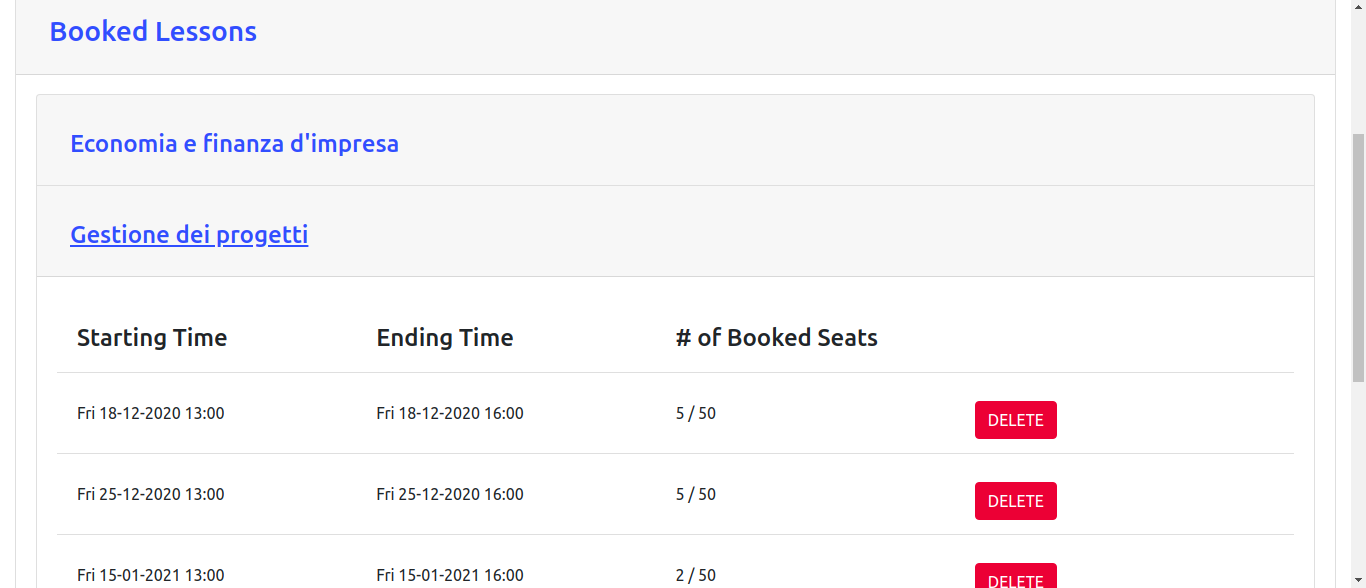 Booked Lessons
Economia e finanza d'impresa
Gestione dei progetti
Starting Time Ending Time # of Booked Seats
Fri 18-12-2020 13:00 Fri 18-12-2020 16:00 5 / 50 DELETE
Fri 25-12-2020 13:00 Fri 25-12-2020 16:00 5 / 50 DELETE
Fri 15-01-2021 13:00 Fri 15-01-2021 16:00 2 / 50 DELETE